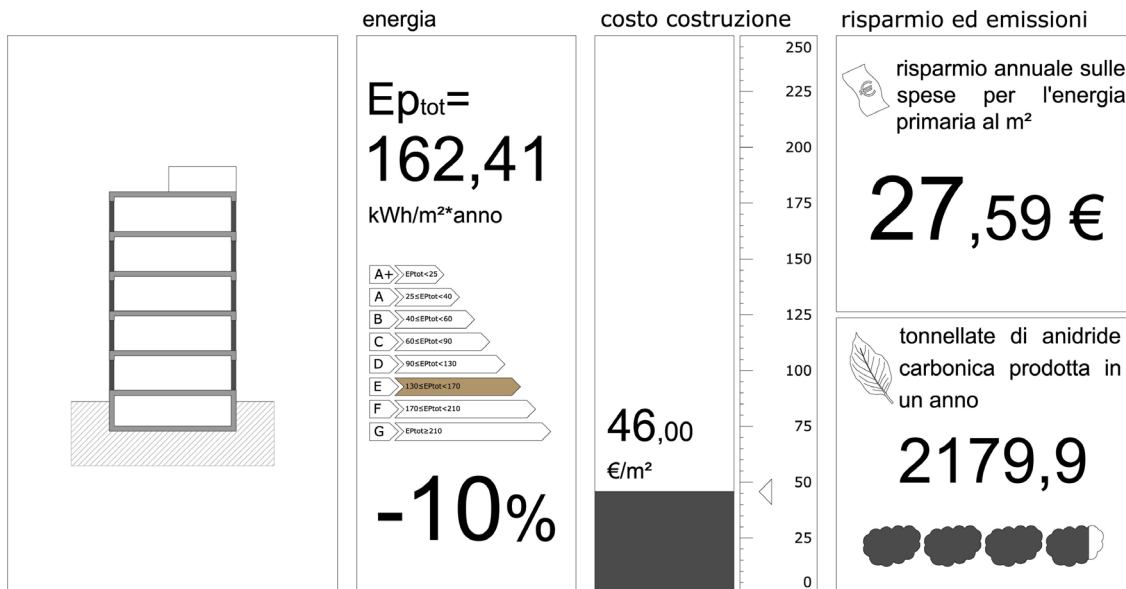 energia
Ep tot=
162,41
kWh/m²*anno
A+ EPtot<25
A 25≤EPtot<40
B 40≤EPtot<60
C 60≤EPtot<90
D 90≤EPtot<130
E 130≤EPtot<170
F 170≤EPtot<210
G EPtot≥210
-10%
costo costruzione
46,00
€/m²
250
225
200
175
150
125
100
75
50
25
0
risparmio ed emissioni
€
risparmio annuale sulle
spese per l'energia
primaria al m²
27,59 €
tonnellate di anidride
carbonica prodotta in
un anno
2179,9